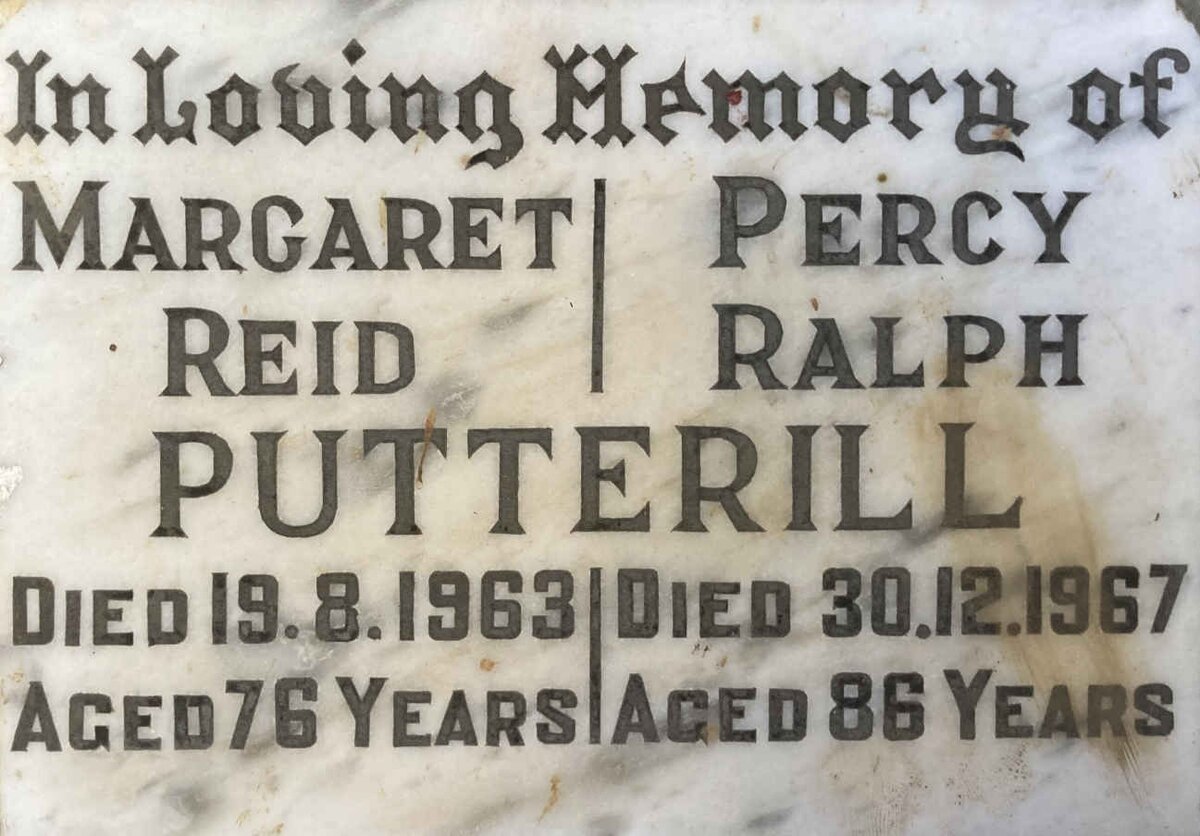 In Loving Memory of
MARGARET | PERCY
REID | RALPH
PUTTERILL
DIED 19.8.1963 | DIED 30.12.1967
AGED 76 YEARS | AGED 86 YEARS